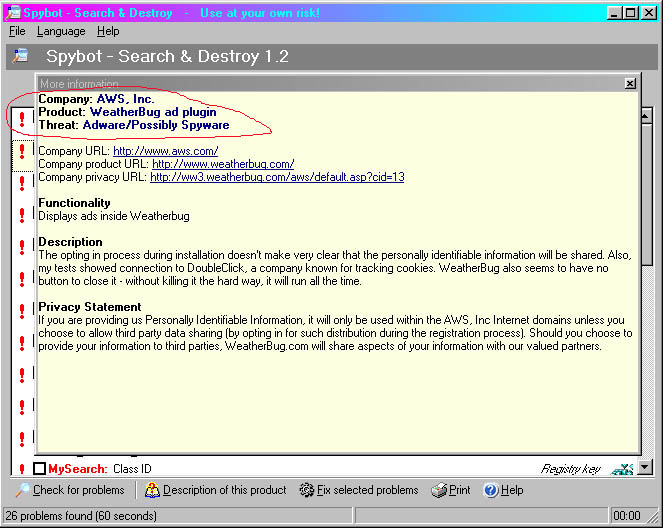 Spybot - Search & Destroy - Use at your own risk!
File Language Help
Spybot - Search & Destroy 1.2
More information
Company: AWS, Inc.
Product: WeatherBug ad plugin
Threat: Adware/Possibly Spyware
Company URL: http://www.aws.com/
Company product URL: http://www.weatherbug.com/
Company privacy URL: http://ww3.weatherbug.com/aws/default.asp?cid=13
Functionality
Displays ads inside Weatherbug
Description
The opting in process during installation doesn't make very clear that the personally identifiable information will be shared. Also,
my tests showed connection to DoubleClick, a company known for tracking cookies. WeatherBug also seems to have no
button to close it - without killing it the hard way, it will run all the time.
Privacy Statement
If you are providing us Personally Identifiable Information, it will only be used within the AWS, Inc Internet domains unless you
choose to allow third party data sharing (by opting in for such distribution during the registration process). Should you choose to
provide your information to third parties, WeatherBug.com will share aspects of your information with our valued partners.
MySearch: Class ID Registry key
Check for problems Description of this product Fix selected problems Print Help
26 problems found (60 seconds) 00:00